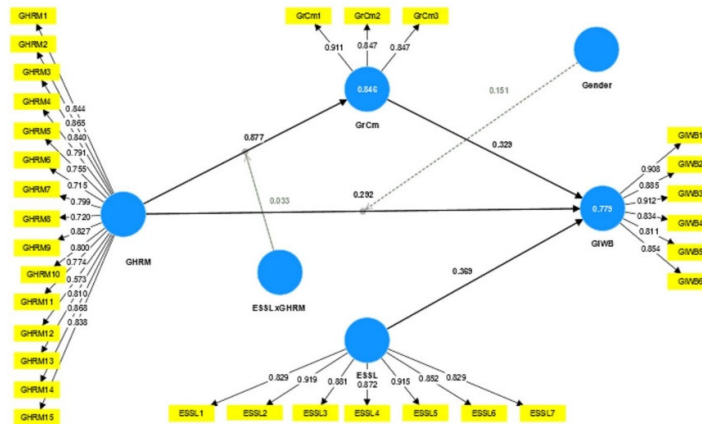 GHRM1
GHRM2
GHRM3
GHRM4
GHRM5
GHRM6
GHRM7
GHRM8
GHRM9
GHRM10
GHRM11
GHRM12
GHRM13
GHRM14
GHRM15
0.844
0.865
0.840
0.791
0.755
0.715
0.799
0.720
0.827
0.800
0.774
0.573
0.810
0.868
0.838
GHRM
GrCm1
GrCm2
GrCm3
0.911
0.847
0.847
0.846
GrCm
0.877
0.033
0.292
0.151
0.329
0.369
Gender
ESSLxGHRM
0.779
GIWB
0.908
0.885
0.912
0.834
0.811
0.854
GIWB1
GIWB2
GIWB3
GIWB4
GIWB5
GIWB6
ESSL
0.829
0.919
0.881
0.872
0.915
0.852
0.829
ESSL1
ESSL2
ESSL3
ESSL4
ESSL5
ESSL6
ESSL7